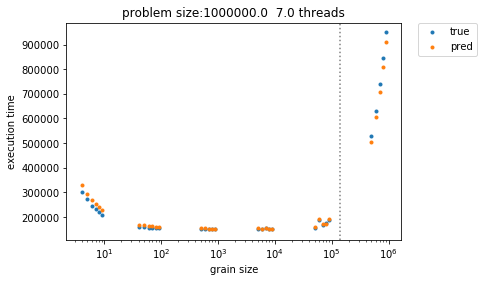 problem size:1000000.0  7.0 threads
true
pred
900000
800000
700000
600000
500000
400000
300000
200000
execution time
10¹
10²
10³
10⁴
10⁵
10⁶
grain size